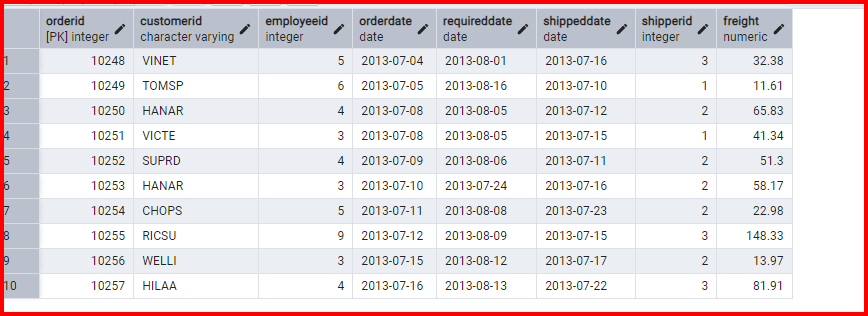 orderid customerid employeeid orderdate requireddate shippeddate shipperid freight
[PK] integer character varying integer date date date integer numeric
1 10248 VINET 5 2013-07-04 2013-08-01 2013-07-16 3 32.38
2 10249 TOMSP 6 2013-07-05 2013-08-16 2013-07-10 1 11.61
3 10250 HANAR 4 2013-07-08 2013-08-05 2013-07-12 2 65.83
4 10251 VICTE 3 2013-07-08 2013-08-05 2013-07-15 1 41.34
5 10252 SUPRD 4 2013-07-09 2013-08-06 2013-07-11 2 51.3
6 10253 HANAR 3 2013-07-10 2013-07-24 2013-07-16 2 58.17
7 10254 CHOPS 5 2013-07-11 2013-08-08 2013-07-23 2 22.98
8 10255 RICSU 9 2013-07-12 2013-08-09 2013-07-15 3 148.33
9 10256 WELLI 3 2013-07-15 2013-08-12 2013-07-17 2 13.97
10 10257 HILAA 4 2013-07-16 2013-08-13 2013-07-22 3 81.91